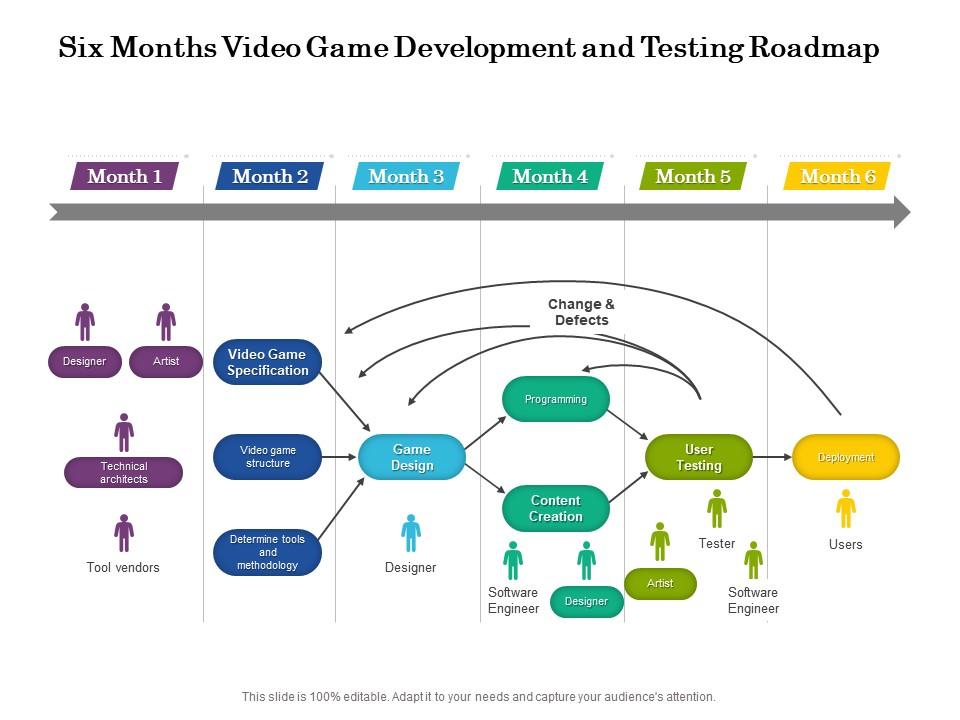 Six Months Video Game Development and Testing Roadmap
Month 1
Month 2
Month 3
Month 4
Month 5
Month 6
Change &
Defects
Designer
Artist
Technical
architects
Tool vendors
Video Game
Specification
Video game
structure
Determine tools
and
methodology
Game
Design
Designer
Programming
Content
Creation
Software
Engineer
Designer
User
Testing
Tester
Artist
Software
Engineer
Deployment
Users
This slide is 100% editable. Adapt it to your needs and capture your audience's attention.